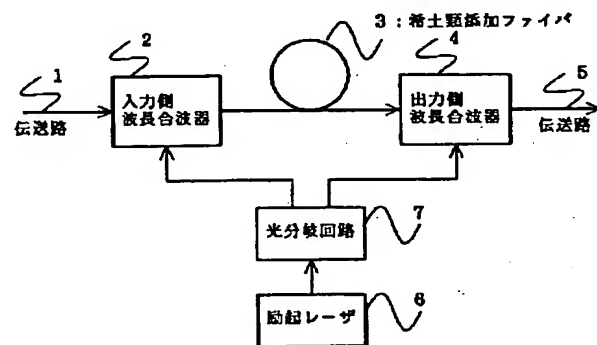 3：希土類添加ファイバ
1
2
4
5
入力側
波長合波器
出力側
波長合波器
伝送路
伝送路
光分岐回路
7
励起レーザ
6